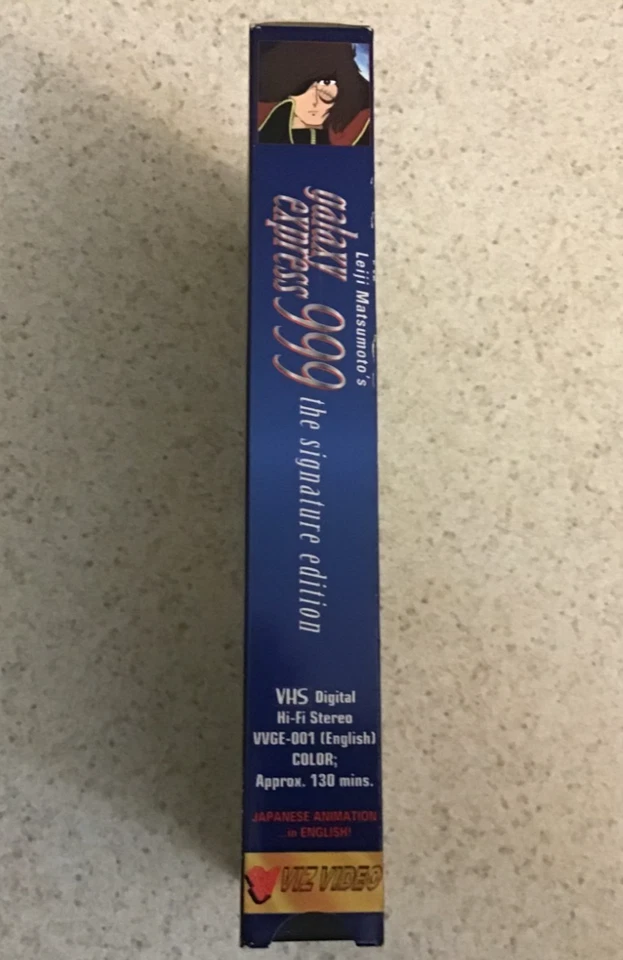 Leiji Matsumoto's
galaxy
express 999
the signature edition
VHS Digital
Hi-Fi Stereo
VVGE-001 (English)
COLOR;
Approx. 130 mins.
JAPANESE ANIMATION
...in ENGLISH!
VIZ VIDEO